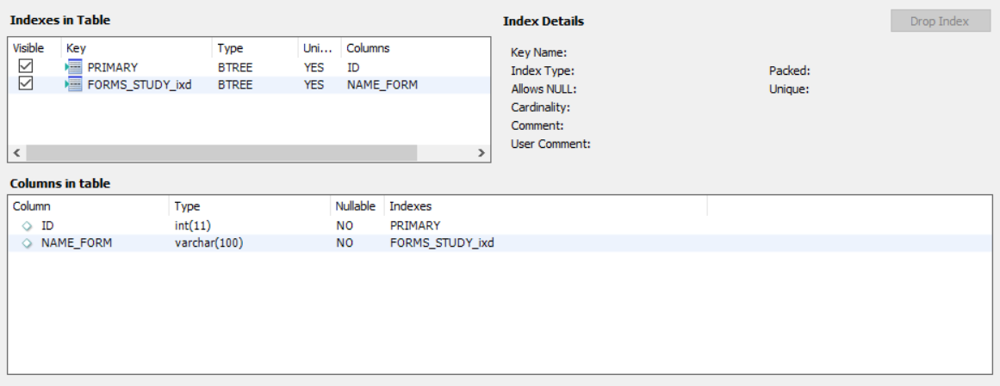 Indexes in Table
Visible Key Type Uni... Columns
PRIMARY BTREE YES ID
FORMS_STUDY_ixd BTREE YES NAME_FORM
Index Details
Drop Index
Key Name:
Index Type: Packed:
Allows NULL: Unique:
Cardinality:
Comment:
User Comment:
Columns in table
Column Type Nullable Indexes
ID int(11) NO PRIMARY
NAME_FORM varchar(100) NO FORMS_STUDY_ixd